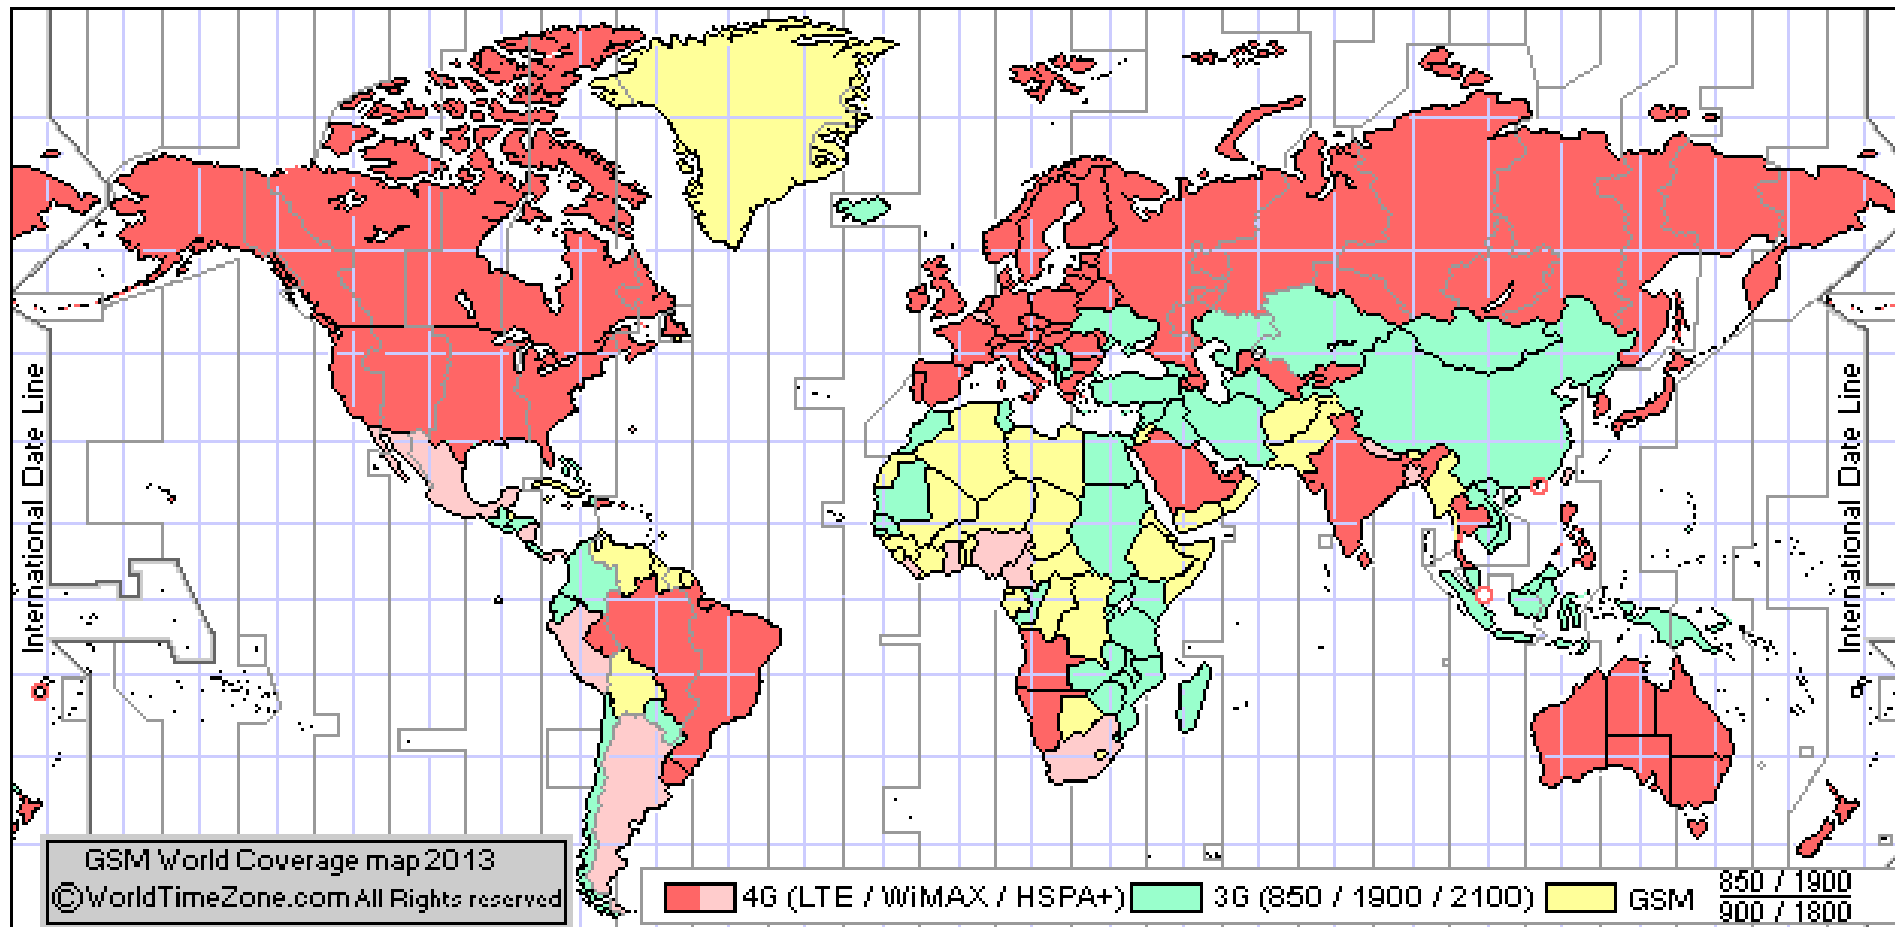 International Date Line
International Date Line
GSM World Coverage map 2013
©WorldTimeZone.com All Rights reserved
4G (LTE / WiMAX / HSPA+)
3G (850 / 1900 / 2100)
GSM
850 / 1900
900 / 1800